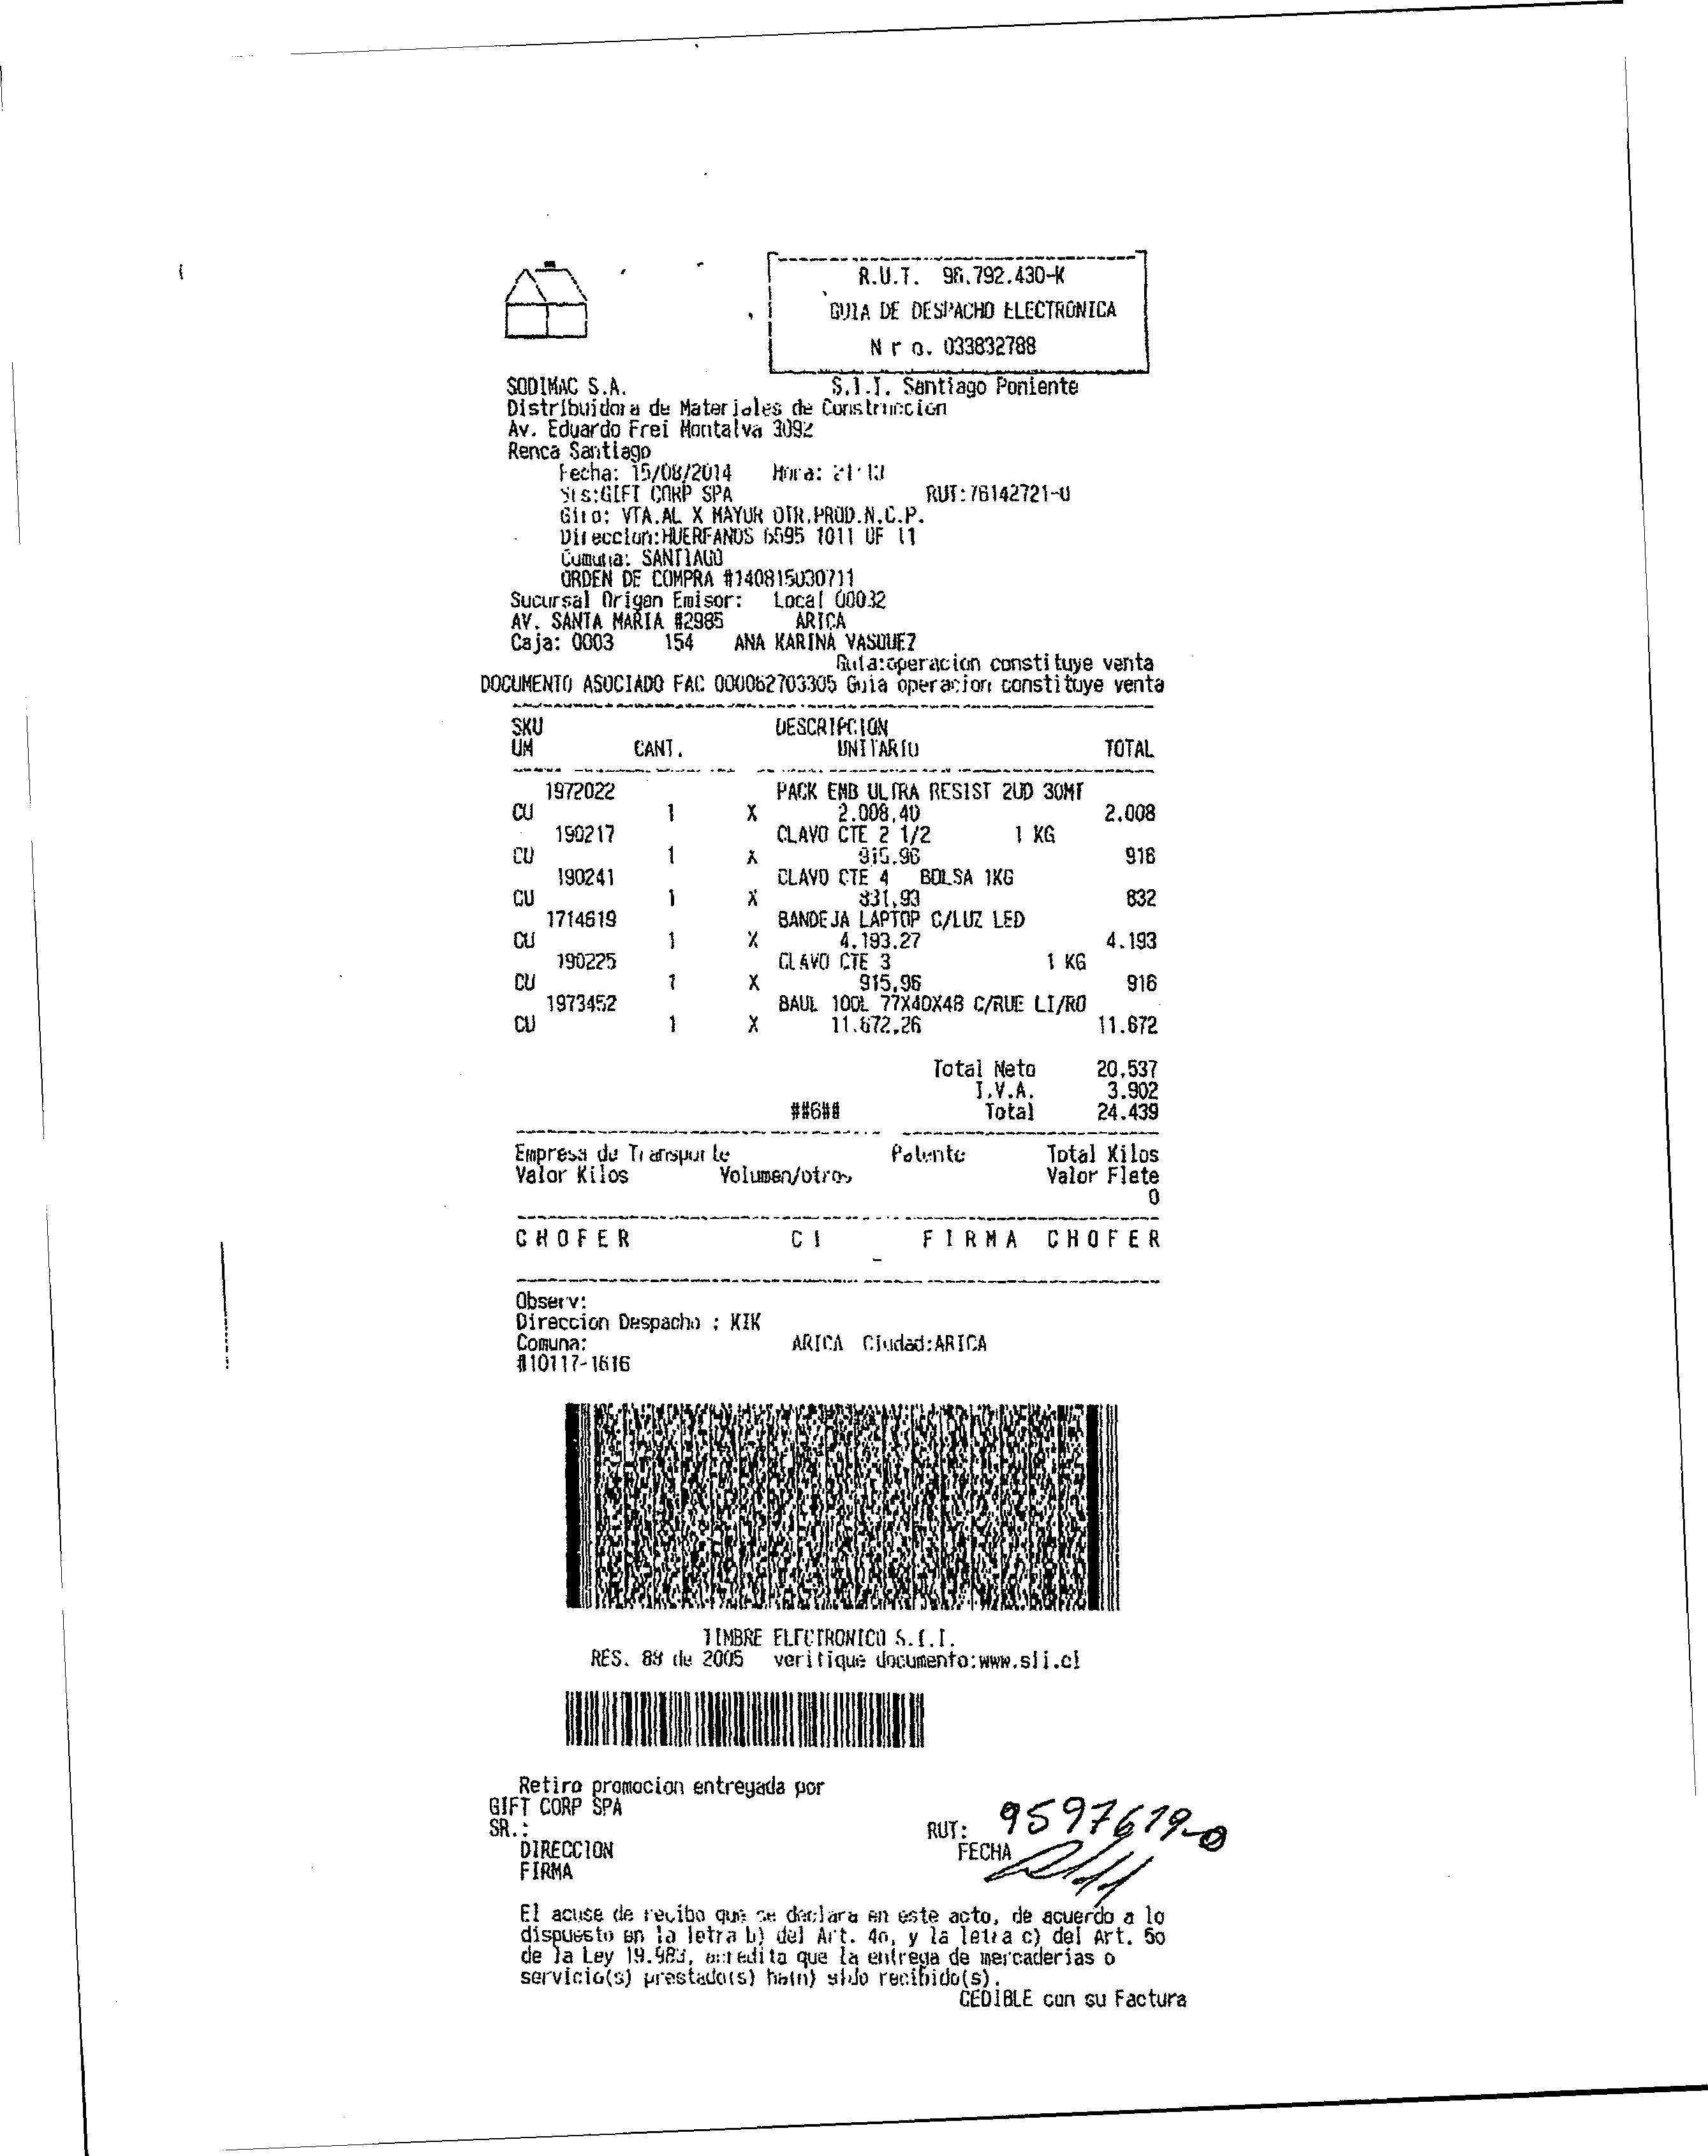 R.U.T. 96.792.430-K
GUIA DE DESPACHO ELECTRONICA
N r o. 033832788
SODIMAC S.A. S.I.I. Santiago Poniente
Distribuidora de Materiales de Construccion
Av. Eduardo Frei Montalva 3092
Renca Santiago
Fecha: 15/08/2014 Hora: 21:13
Srs:GIFT CORP SPA RUT:76142721-0
Giro: VTA.AL X MAYOR OTR.PROD.N.C.P.
Direccion:HUERFANOS 1011 OF 11
Comuna: SANTIAGO
ORDEN DE COMPRA #140815030711
Sucursal Origen Emisor: Local 00032
AV. SANTA MARIA #2985 ARICA
Caja: 0003 154 ANA KARINA VASQUEZ
Guia:operacion constituye venta
DOCUMENTO ASOCIADO FAC 000062703305 Guia operacion constituye venta
SKU DESCRIPCION
UM CANT. UNITARIO TOTAL
1972022 PACK EMB ULTRA RESIST 2UD 30MT
CU 1 X 2.008,40 2.008
190217 CLAVO CTE 2 1/2 1 KG
CU 1 X 915,96 916
190241 CLAVO CTE 4 BOLSA 1KG
CU 1 X 831,93 832
1714619 BANDEJA LAPTOP C/LUZ LED
CU 1 X 4.193,27 4.193
190225 CLAVO CTE 3 1 KG
CU 1 X 915,96 916
1973452 BAUL 100L 77X40X48 C/RUE LI/RO
CU 1 X 11.672,26 11.672
Total Neto 20.537
I.V.A. 3.902
##6## Total 24.439
Empresa de Transporte Patente Total Kilos
Valor Kilos Volumen/otros Valor Flete
0
CHOFER CI FIRMA CHOFER
Observ:
Direccion Despacho : KIK
Comuna: ARICA Ciudad:ARICA
#10117-1616
TIMBRE ELECTRONICO S.I.I.
RES. 89 de 2005 verifique documento:www.sii.cl
Retiro promocion entregada por
GIFT CORP SPA
SR.: RUT: 9597619-0
DIRECCION FECHA
FIRMA
El acuse de recibo que se declara en este acto, de acuerdo a lo
dispuesto en la letra b) del Art. 4o, y la letra c) del Art. 5o
de la Ley 19.983, acredita que la entrega de mercaderias o
servicio(s) prestado(s) ha(n) sido recibido(s).
CEDIBLE con su Factura